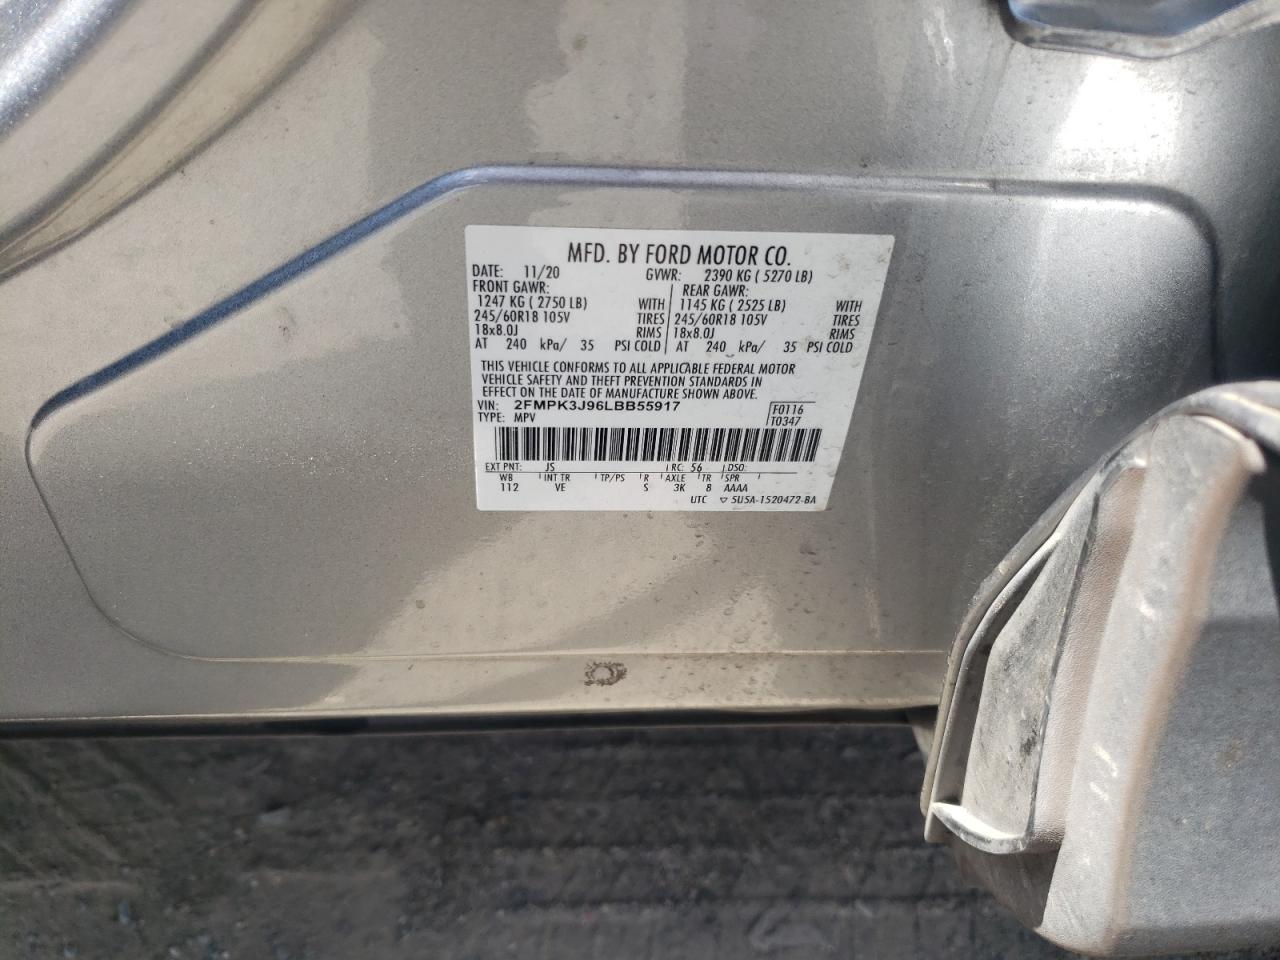 MFD. BY FORD MOTOR CO.
DATE: 11/20 GVWR: 2390 KG ( 5270 LB)
FRONT GAWR: REAR GAWR:
1247 KG ( 2750 LB) WITH 1145 KG ( 2525 LB) WITH
245/60R18 105V TIRES 245/60R18 105V TIRES
18x8.0J RIMS 18x8.0J RIMS
AT 240 kPa/ 35 PSI COLD AT 240 kPa/ 35 PSI COLD
THIS VEHICLE CONFORMS TO ALL APPLICABLE FEDERAL MOTOR
VEHICLE SAFETY AND THEFT PREVENTION STANDARDS IN
EFFECT ON THE DATE OF MANUFACTURE SHOWN ABOVE.
VIN: 2FMPK3J96LBB55917 F0116
TYPE: MPV T0347
EXT PNT: JS RC: 56 DSO:
WB INT TR TP/PS R AXLE TR SPR
112 VE S 3K 8 AAAA
UTC ▽ 5U5A-1520472-BA